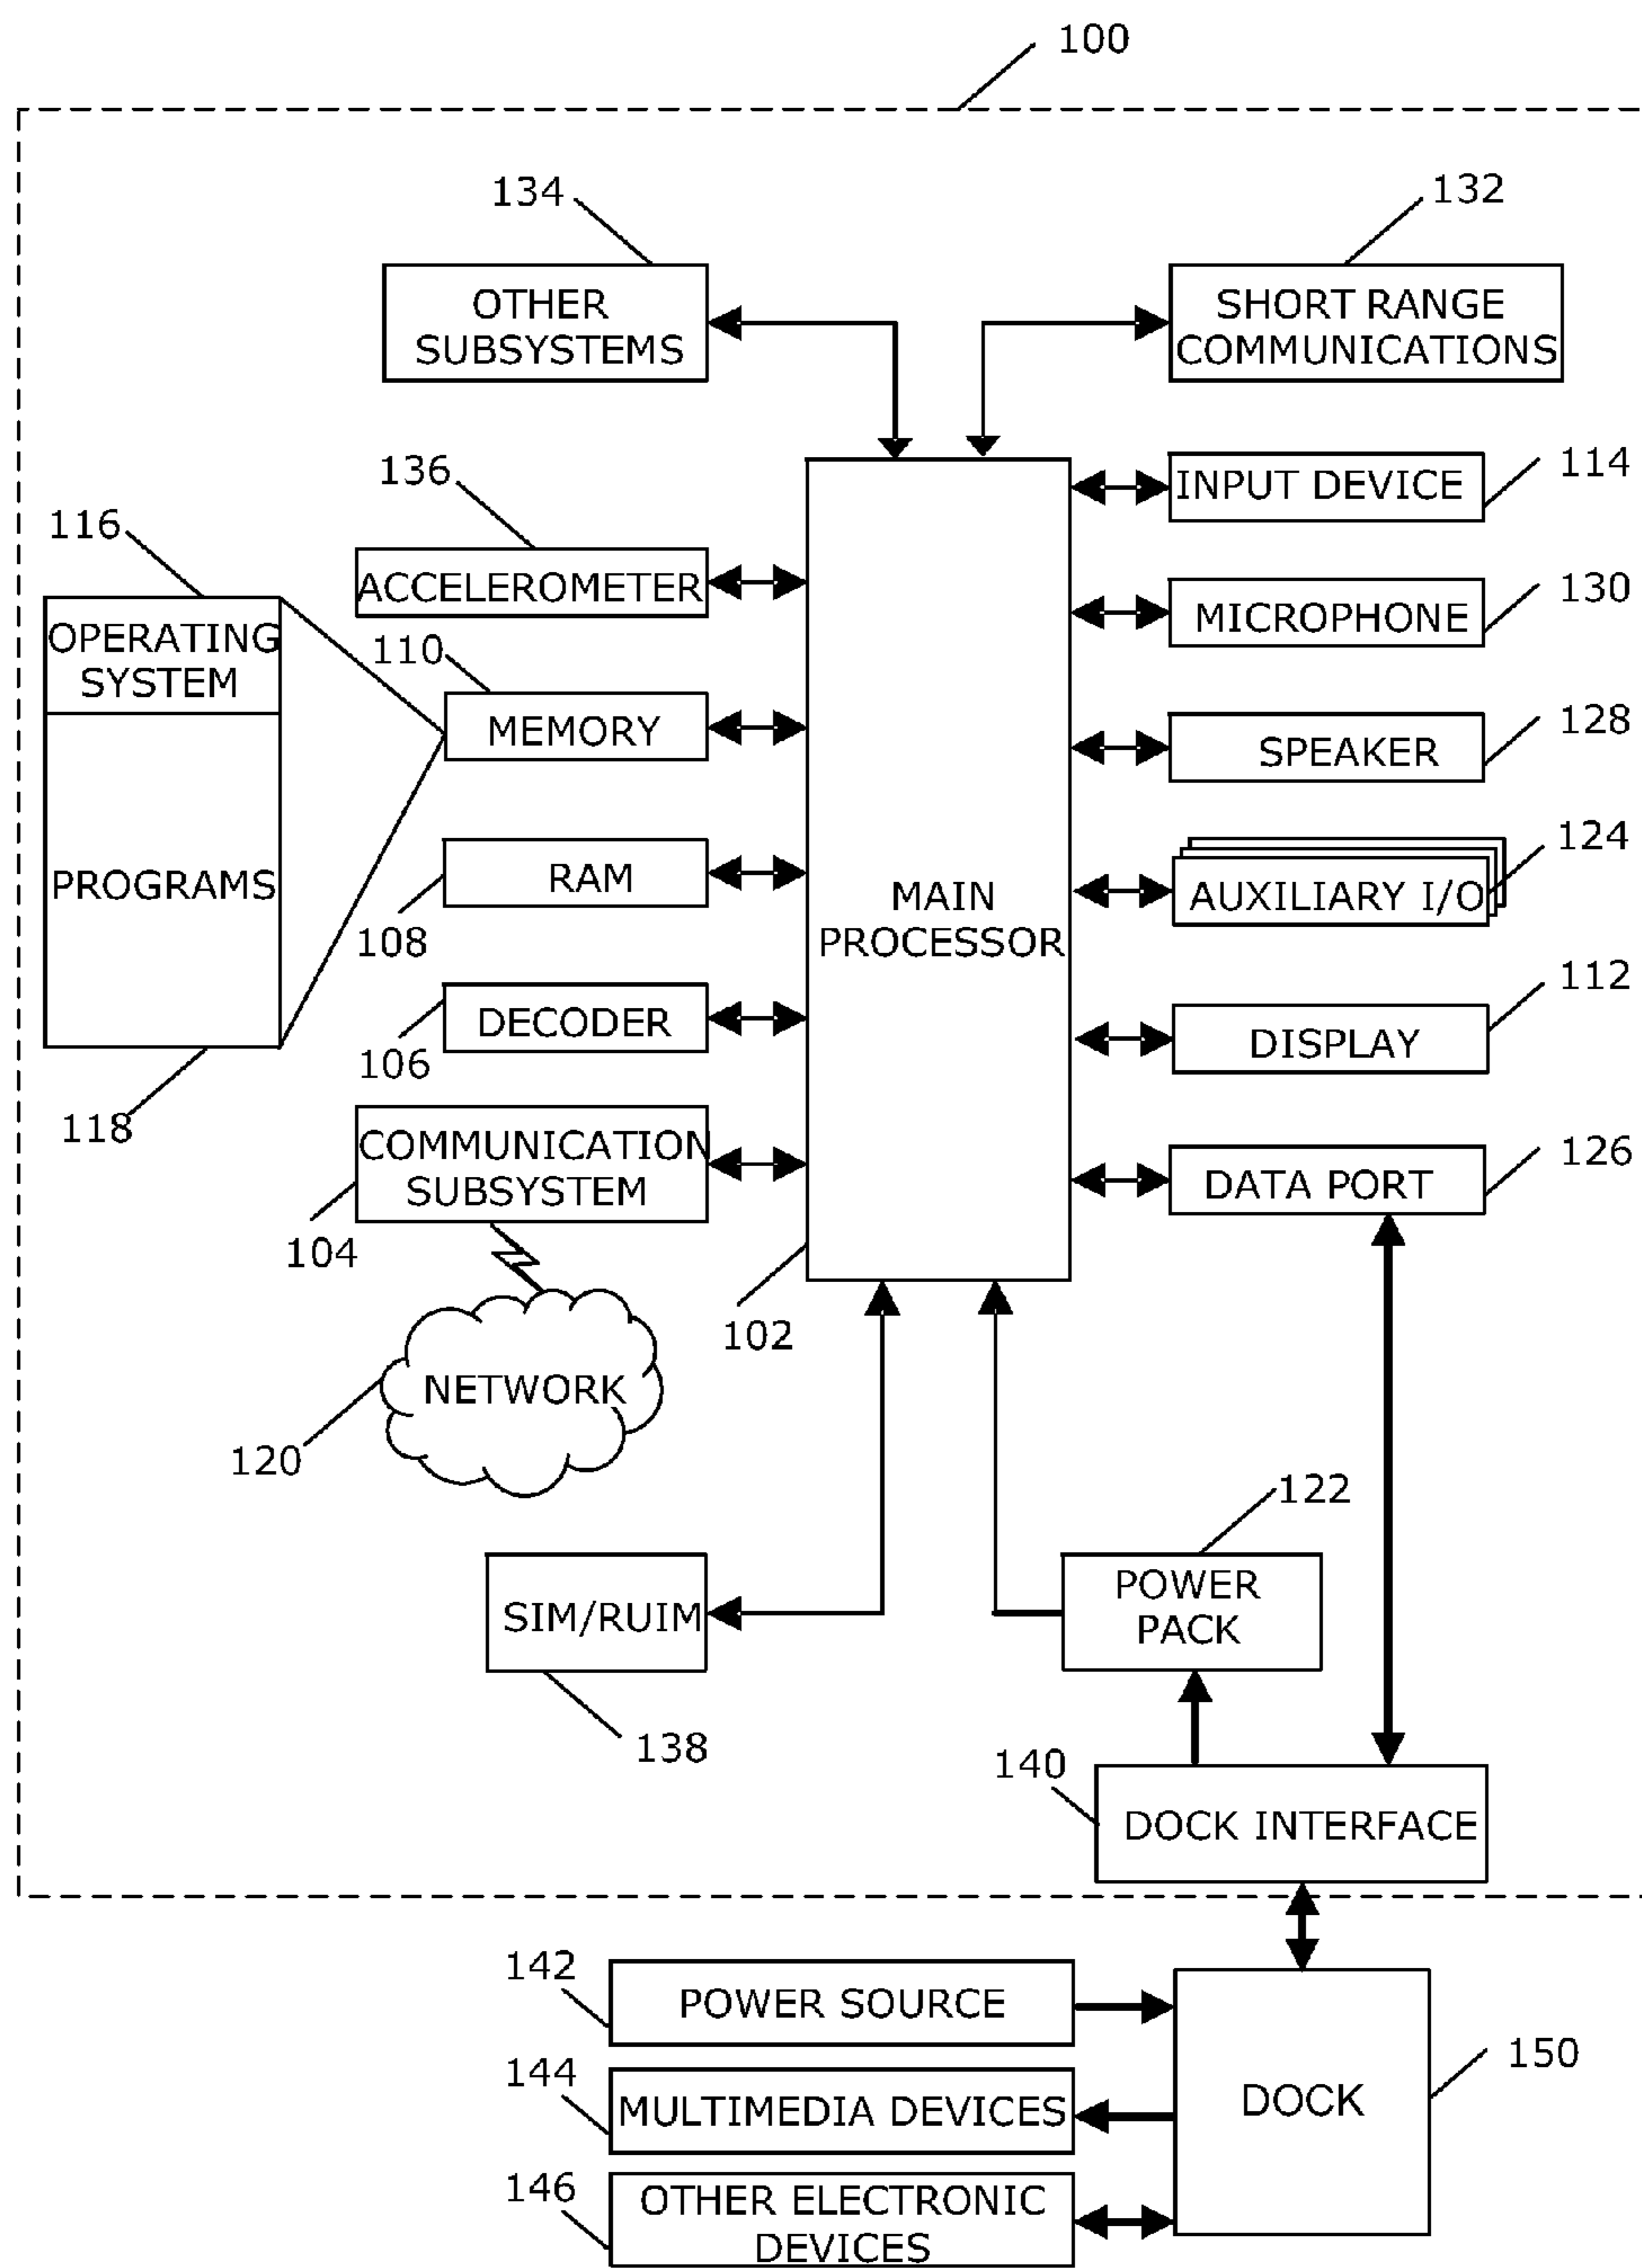 100
134
132
OTHER
SUBSYSTEMS
SHORT RANGE
COMMUNICATIONS
136
114
INPUT DEVICE
116
ACCELEROMETER
130
MICROPHONE
OPERATING
SYSTEM
110
MEMORY
128
SPEAKER
PROGRAMS
RAM
108
MAIN
PROCESSOR
124
AUXILIARY I/O
DECODER
106
112
DISPLAY
118
COMMUNICATION
SUBSYSTEM
104
126
DATA PORT
102
NETWORK
120
122
POWER
PACK
SIM/RUIM
138
140
DOCK INTERFACE
142
POWER SOURCE
144
MULTIMEDIA DEVICES
DOCK
150
146
OTHER ELECTRONIC
DEVICES